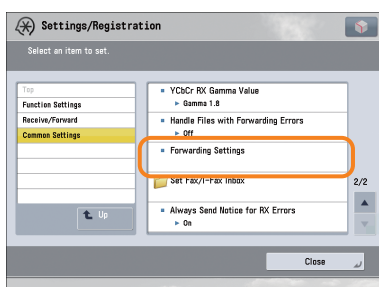 Settings/Registration
Select an item to set.
Top
Function Settings
Receive/Forward
Common Settings
Up
YCbCr RX Gamma Value
Gamma 1.8
Handle Files with Forwarding Errors
Off
Forwarding Settings
Set Fax/I-Fax Inbox
Always Send Notice for RX Errors
On
2/2
Close